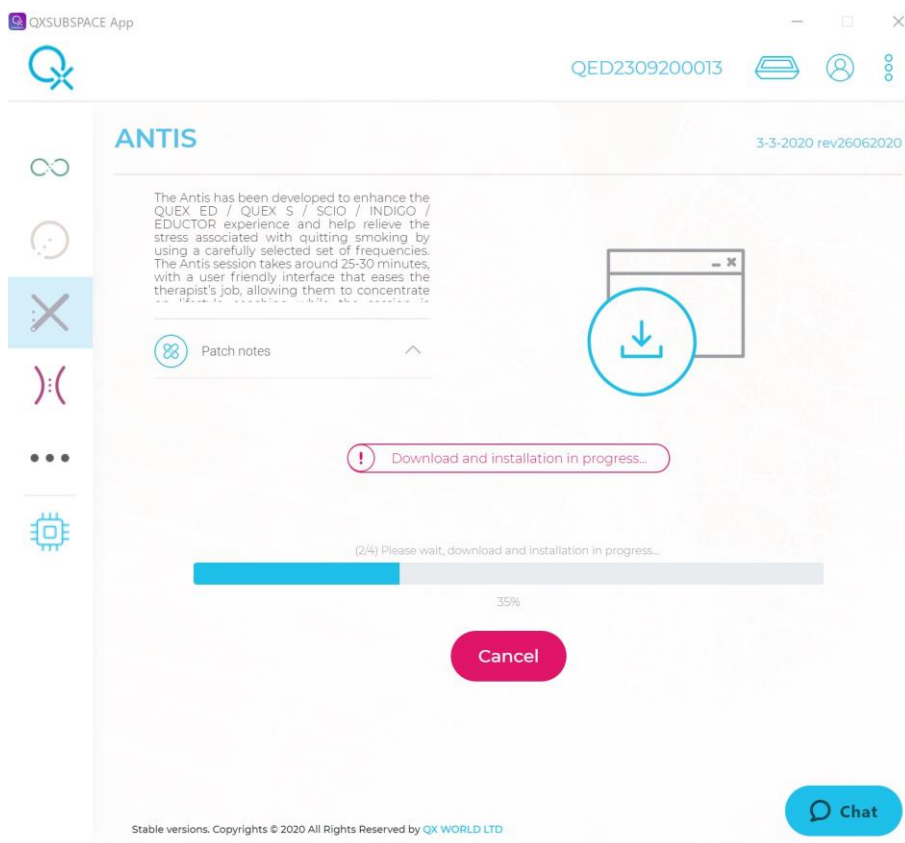 QXSUBSPACE App
QX
QED2309200013
ANTIS
3-3-2020 rev26062020
The Antis has been developed to enhance the
QUEX ED / QUEX S / SCIO / INDIGO /
EDUCTOR experience and help relieve the
stress associated with quitting smoking by
using a carefully selected set of frequencies.
The Antis session takes around 25-30 minutes,
with a user friendly interface that eases the
therapist's job, allowing them to concentrate
Patch notes
Download and installation in progress...
(2/4) Please wait, download and installation in progress...
35%
Cancel
Chat
Stable versions. Copyrights © 2020 All Rights Reserved by QX WORLD LTD